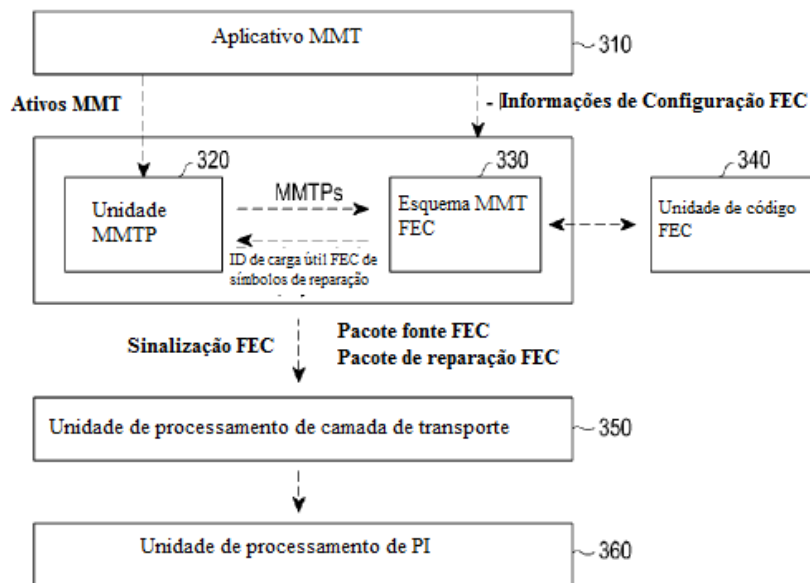 Aplicativo MMT
310
Ativos MMT
- Informações de Configuração FEC
320
330
340
Unidade
MMTP
MMTPs
Esquema MMT
FEC
Unidade de código
FEC
ID de carga útil FEC de
símbolos de reparação
Sinalização FEC
Pacote fonte FEC
Pacote de reparação FEC
Unidade de processamento de camada de transporte
350
Unidade de processamento de PI
360